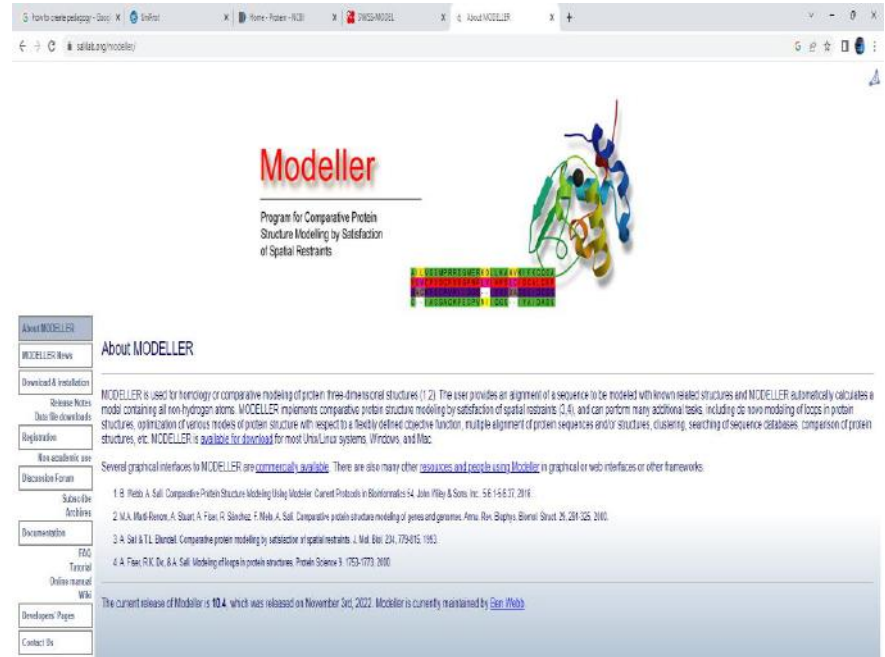 UniProt
Home - Protein - NCBI
SWISS-MODEL
About MODELLER
salilab.org/modeller/
Modeller
Program for Comparative Protein
Structure Modelling by Satisfaction
of Spatial Restraints
About MODELLER
MODELLER News
Download & installation
Release Notes
Data file downloads
Registration
Non academic use
Discussion Forum
Subscribe
Archives
Documentation
FAQ
Tutorial
Online manual
Wiki
Developers' Pages
Contact Us
About MODELLER
MODELLER is used for homology or comparative modeling of protein three-dimensional structures (1,2). The user provides an alignment of a sequence to be modeled with known related structures and MODELLER automatically calculates a
model containing all non-hydrogen atoms. MODELLER implements comparative protein structure modeling by satisfaction of spatial restraints (3,4), and can perform many additional tasks, including de novo modeling of loops in protein
structures, optimization of various models of protein structure with respect to a flexibly defined objective function, multiple alignment of protein sequences and/or structures, clustering, searching of sequence databases, comparison of protein
structures, etc. MODELLER is available for download for most Unix/Linux systems, Windows, and Mac.
Several graphical interfaces to MODELLER are commercially available. There are also many other resources and people using Modeller in graphical or web interfaces or other frameworks.
1. B. Webb, A. Sali. Comparative Protein Structure Modeling Using Modeller. Current Protocols in Bioinformatics 54, John Wiley & Sons, Inc., 5.6.1-5.6.37, 2016.
2. M.A. Marti-Renom, A. Stuart, A. Fiser, R. Sánchez, F. Melo, A. Sali. Comparative protein structure modeling of genes and genomes. Annu. Rev. Biophys. Biomol. Struct. 29, 291-325, 2000.
3. A. Sali & T.L. Blundell. Comparative protein modelling by satisfaction of spatial restraints. J. Mol. Biol. 234, 779-815, 1993.
4. A. Fiser, R.K. Do, & A. Sali. Modeling of loops in protein structures, Protein Science 9. 1753-1773, 2000.
The current release of Modeller is 10.4, which was released on November 3rd, 2022. Modeller is currently maintained by Ben Webb.